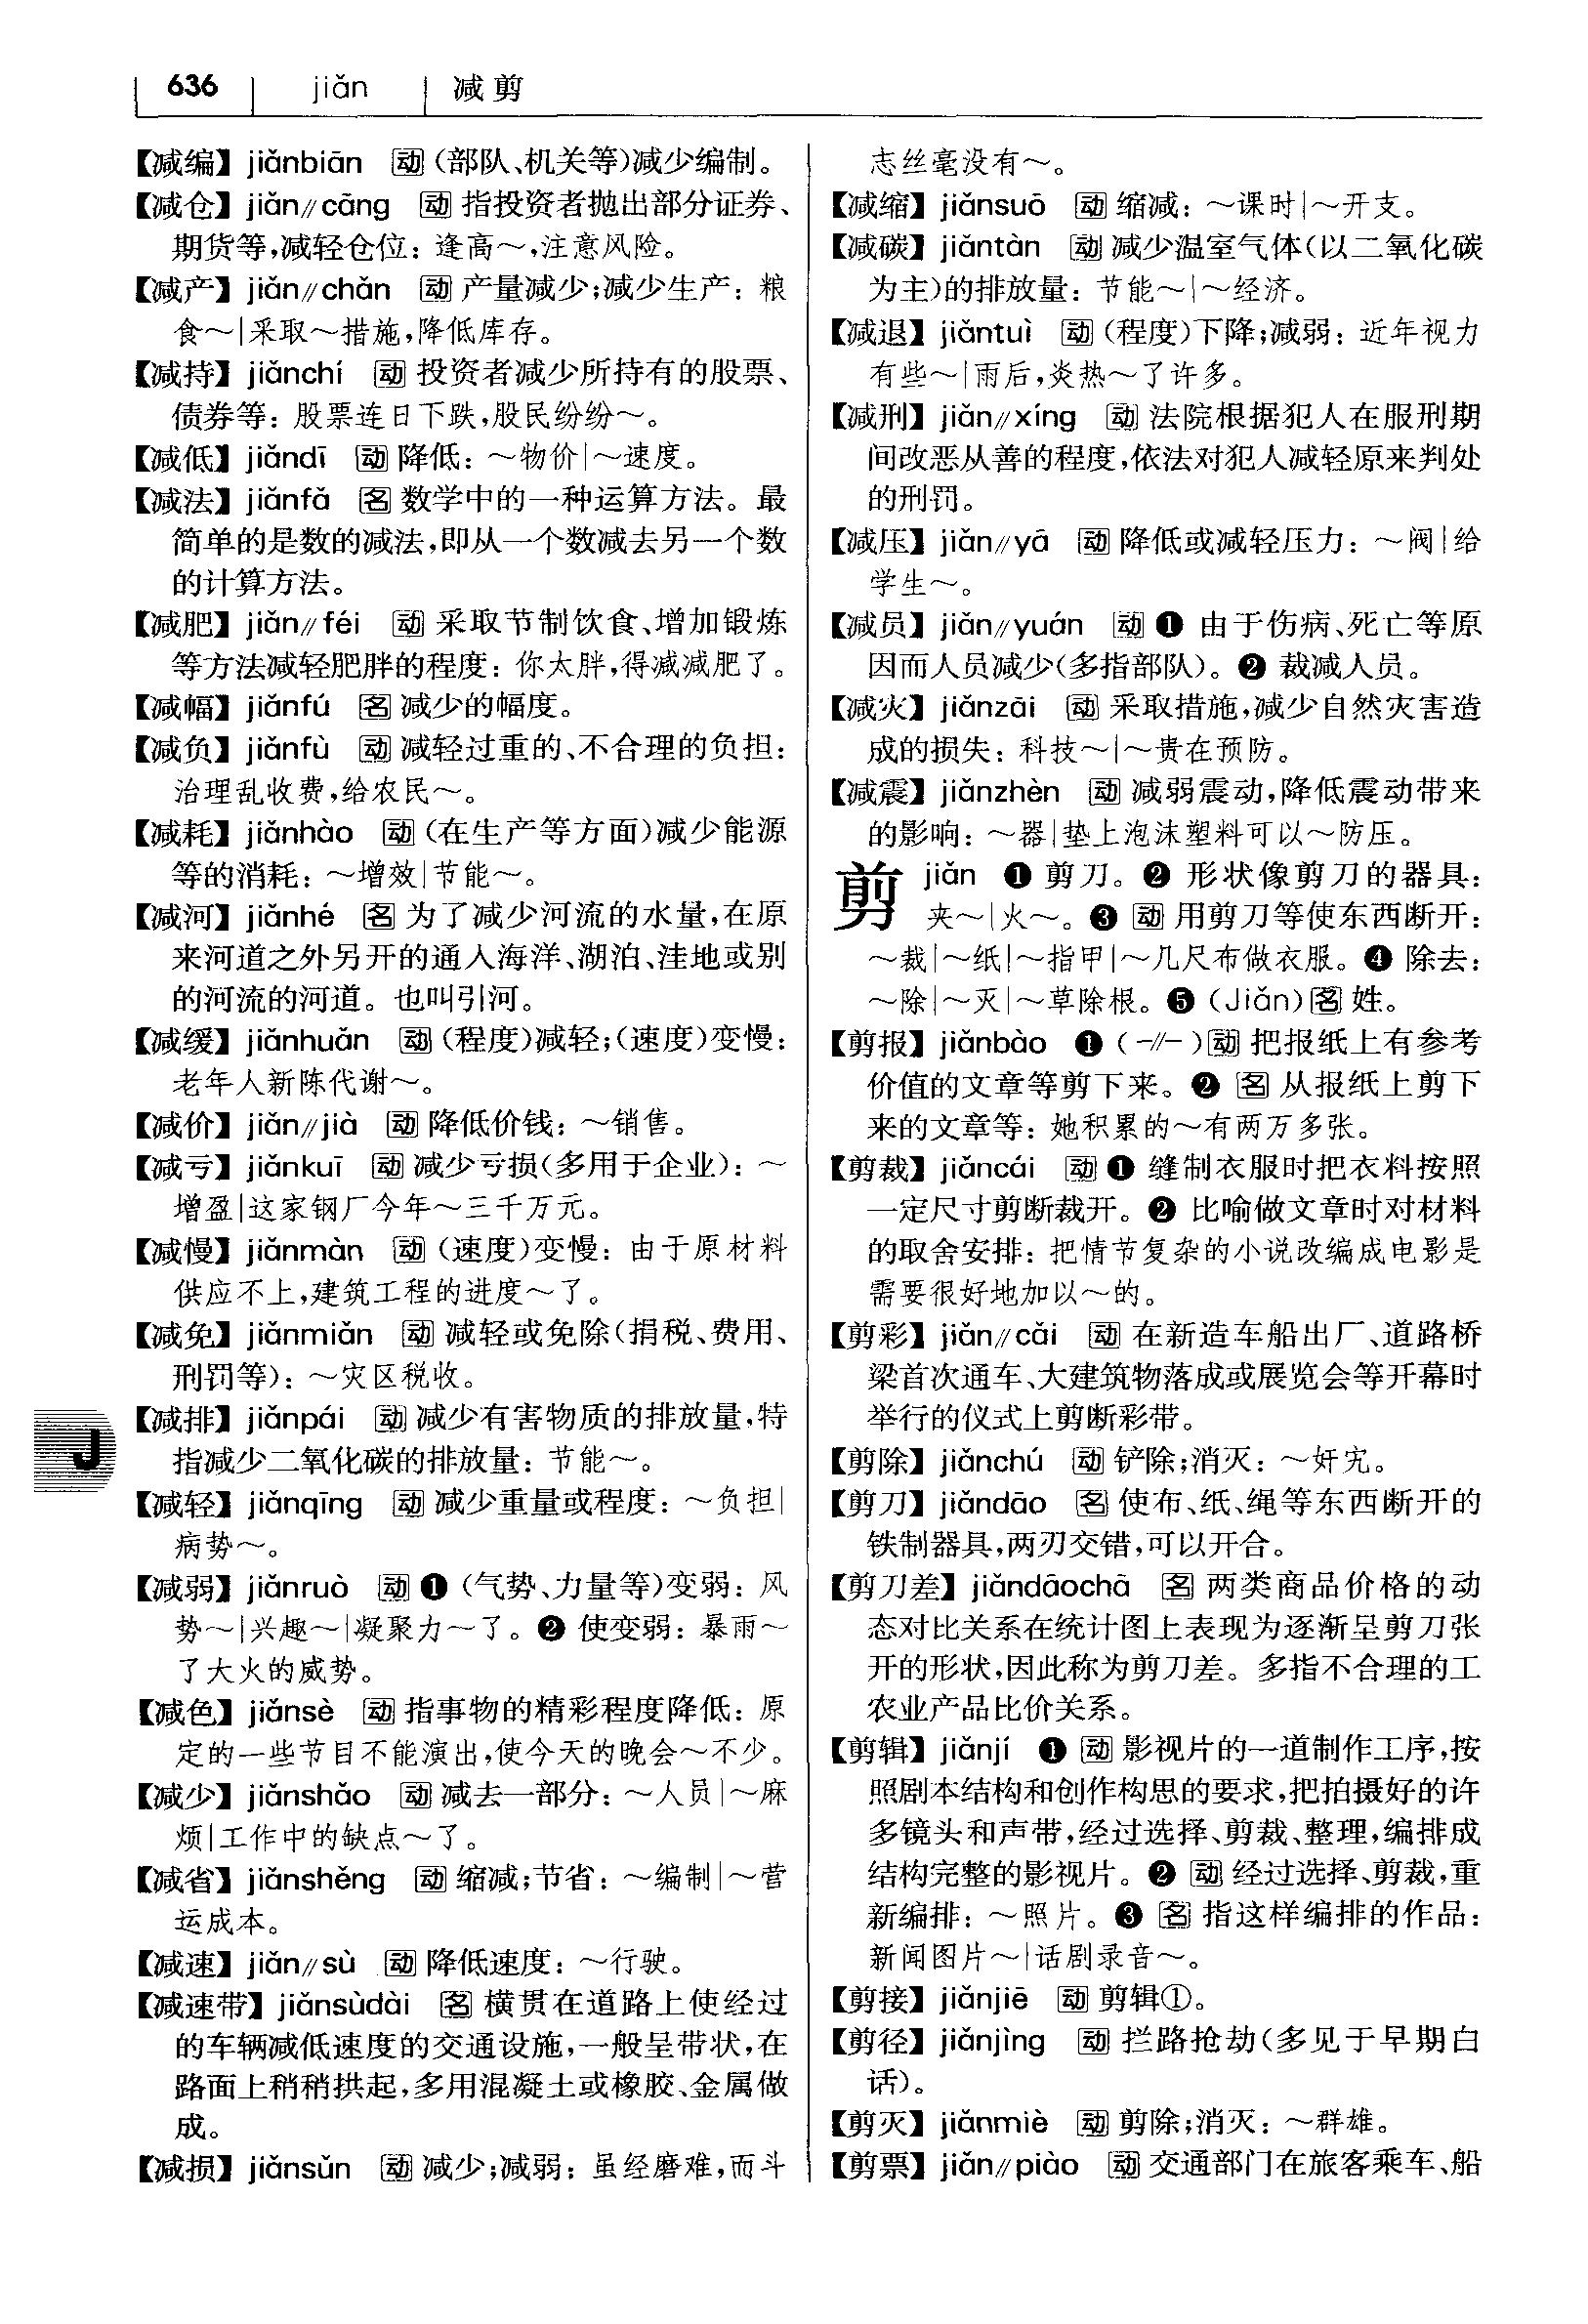 636 jiǎn 减剪
【减编】 jiǎnbiān 动 (部队、机关等)减少编制。
【减仓】 jiǎn//cāng 动 指投资者抛出部分证券、
期货等,减轻仓位: 逢高～,注意风险。
【减产】 jiǎn//chǎn 动 产量减少;减少生产: 粮
食～|采取～措施,降低库存。
【减持】 jiǎnchí 动 投资者减少所持有的股票、
债券等: 股票连日下跌,股民纷纷～。
【减低】 jiǎndī 动 降低: ～物价|～速度。
【减法】 jiǎnfǎ 名 数学中的一种运算方法。最
简单的是数的减法,即从一个数减去另一个数
的计算方法。
【减肥】 jiǎn//féi 动 采取节制饮食、增加锻炼
等方法减轻肥胖的程度: 你太胖,得减减肥了。
【减幅】 jiǎnfú 名 减少的幅度。
【减负】 jiǎnfù 动 减轻过重的、不合理的负担:
治理乱收费,给农民～。
【减耗】 jiǎnhào 动 (在生产等方面)减少能源
等的消耗: ～增效|节能～。
【减河】 jiǎnhé 名 为了减少河流的水量,在原
来河道之外另开的通入海洋、湖泊、洼地或别
的河流的河道。也叫引河。
【减缓】 jiǎnhuǎn 动 (程度)减轻;(速度)变慢:
老年人新陈代谢～。
【减价】 jiǎn//jià 动 降低价钱: ～销售。
【减亏】 jiǎnkuī 动 减少亏损(多用于企业): ～
增盈|这家钢厂今年～三千万元。
【减慢】 jiǎnmàn 动 (速度)变慢: 由于原材料
供应不上,建筑工程的进度～了。
【减免】 jiǎnmiǎn 动 减轻或免除(捐税、费用、
刑罚等): ～灾区税收。
【减排】 jiǎnpái 动 减少有害物质的排放量,特
指减少二氧化碳的排放量: 节能～。
【减轻】 jiǎnqīng 动 减少重量或程度: ～负担|
病势～。
【减弱】 jiǎnruò 动 ❶ (气势、力量等)变弱: 风
势～|兴趣～|凝聚力～了。❷ 使变弱: 暴雨～
了大火的威势。
【减色】 jiǎnsè 动 指事物的精彩程度降低: 原
定的一些节目不能演出,使今天的晚会～不少。
【减少】 jiǎnshǎo 动 减去一部分: ～人员|～麻
烦|工作中的缺点～了。
【减省】 jiǎnshěng 动 缩减;节省: ～编制|～营
运成本。
【减速】 jiǎn//sù 动 降低速度: ～行驶。
【减速带】 jiǎnsùdài 名 横贯在道路上使经过
的车辆减低速度的交通设施,一般呈带状,在
路面上稍稍拱起,多用混凝土或橡胶、金属做
成。
【减损】 jiǎnsǔn 动 减少;减弱: 虽经磨难,而斗
志丝毫没有～。
【减缩】 jiǎnsuō 动 缩减: ～课时|～开支。
【减碳】 jiǎntàn 动 减少温室气体(以二氧化碳
为主)的排放量: 节能～|～经济。
【减退】 jiǎntuì 动 (程度)下降;减弱: 近年视力
有些～|雨后,炎热～了许多。
【减刑】 jiǎn//xíng 动 法院根据犯人在服刑期
间改恶从善的程度,依法对犯人减轻原来判处
的刑罚。
【减压】 jiǎn//yā 动 降低或减轻压力: ～阀|给
学生～。
【减员】 jiǎn//yuán 动 ❶ 由于伤病、死亡等原
因而人员减少(多指部队)。❷ 裁减人员。
【减灾】 jiǎnzāi 动 采取措施,减少自然灾害造
成的损失: 科技～|～贵在预防。
【减震】 jiǎnzhèn 动 减弱震动,降低震动带来
的影响: ～器|垫上泡沫塑料可以～防压。
剪 jiǎn ❶ 剪刀。❷ 形状像剪刀的器具:
夹～|火～。❸ 动 用剪刀等使东西断开:
～裁|～纸|～指甲|～几尺布做衣服。❹ 除去:
～除|～灭|～草除根。❺ (Jiǎn)名 姓。
【剪报】 jiǎnbào ❶ (-//-)动 把报纸上有参考
价值的文章等剪下来。❷ 名 从报纸上剪下
来的文章等: 她积累的～有两万多张。
【剪裁】 jiǎncái 动 ❶ 缝制衣服时把衣料按照
一定尺寸剪断裁开。❷ 比喻做文章时对材料
的取舍安排: 把情节复杂的小说改编成电影是
需要很好地加以～的。
【剪彩】 jiǎn//cǎi 动 在新造车船出厂、道路桥
梁首次通车、大建筑物落成或展览会等开幕时
举行的仪式上剪断彩带。
【剪除】 jiǎnchú 动 铲除;消灭: ～奸宄。
【剪刀】 jiǎndāo 名 使布、纸、绳等东西断开的
铁制器具,两刃交错,可以开合。
【剪刀差】 jiǎndāochā 名 两类商品价格的动
态对比关系在统计图上表现为逐渐呈剪刀张
开的形状,因此称为剪刀差。多指不合理的工
农业产品比价关系。
【剪辑】 jiǎnjí ❶ 动 影视片的一道制作工序,按
照剧本结构和创作构思的要求,把拍摄好的许
多镜头和声带,经过选择、剪裁、整理,编排成
结构完整的影视片。❷ 动 经过选择、剪裁,重
新编排: ～照片。❸ 名 指这样编排的作品:
新闻图片～|话剧录音～。
【剪接】 jiǎnjiē 动 剪辑①。
【剪径】 jiǎnjìng 动 拦路抢劫(多见于早期白
话)。
【剪灭】 jiǎnmiè 动 剪除;消灭: ～群雄。
【剪票】 jiǎn//piào 动 交通部门在旅客乘车、船
J